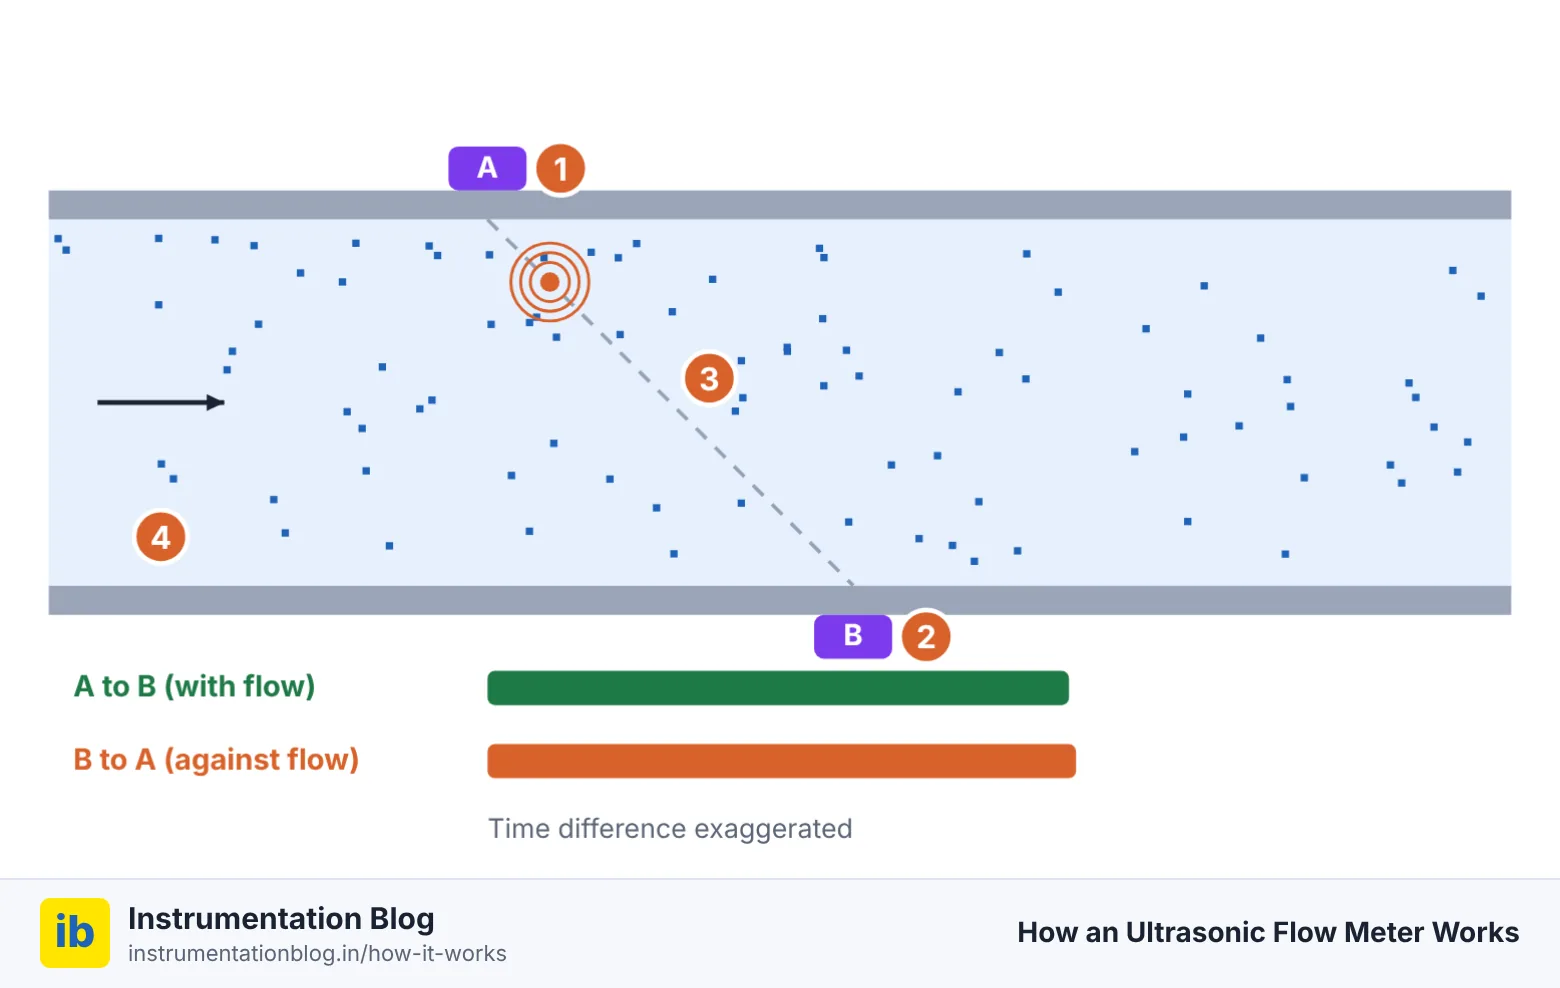 A 1
3
4
B 2
A to B (with flow)
B to A (against flow)
Time difference exaggerated
ib
Instrumentation Blog
instrumentationblog.in/how-it-works
How an Ultrasonic Flow Meter Works